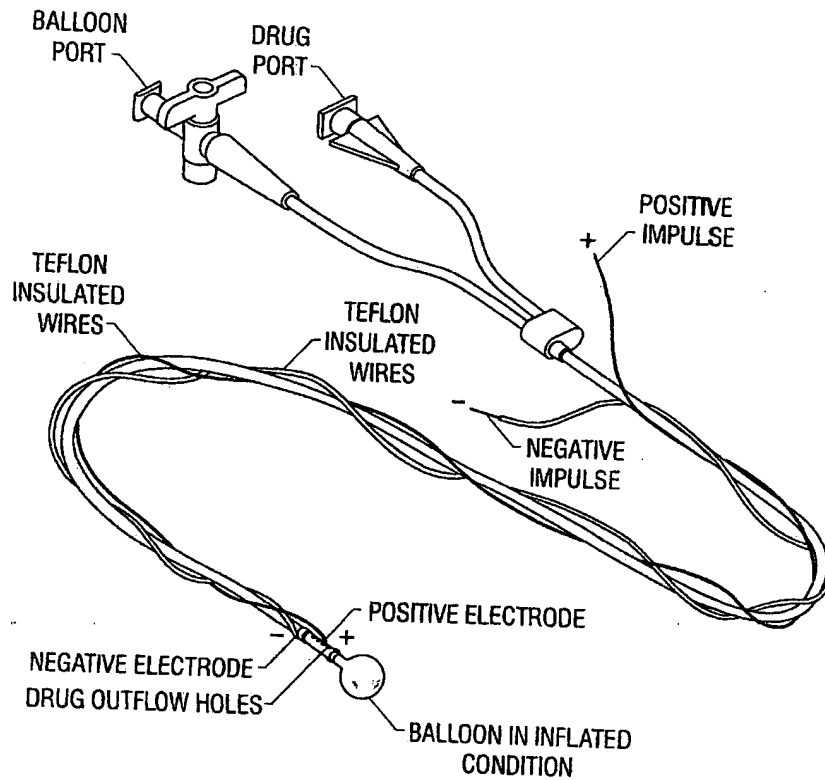 BALLOON
PORT
DRUG
PORT
POSITIVE
IMPULSE
+
TEFLON
INSULATED
WIRES
TEFLON
INSULATED
WIRES
-
NEGATIVE
IMPULSE
POSITIVE ELECTRODE
- +
NEGATIVE ELECTRODE
DRUG OUTFLOW HOLES
BALLOON IN INFLATED
CONDITION